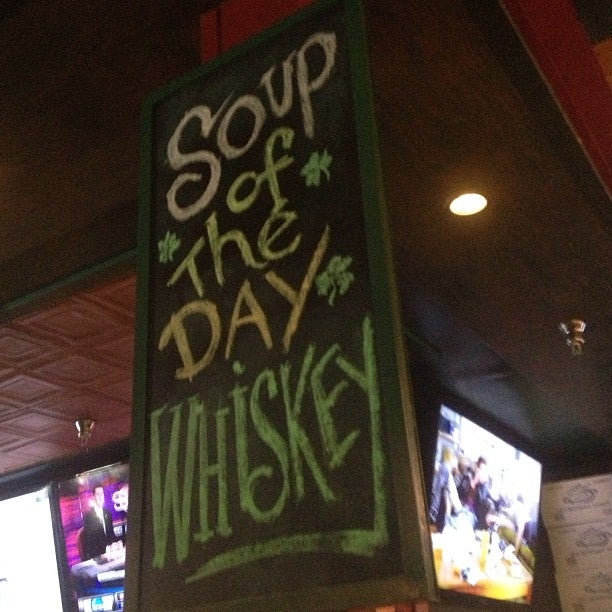 SOUP
of
The
DAY
WHiSKEY